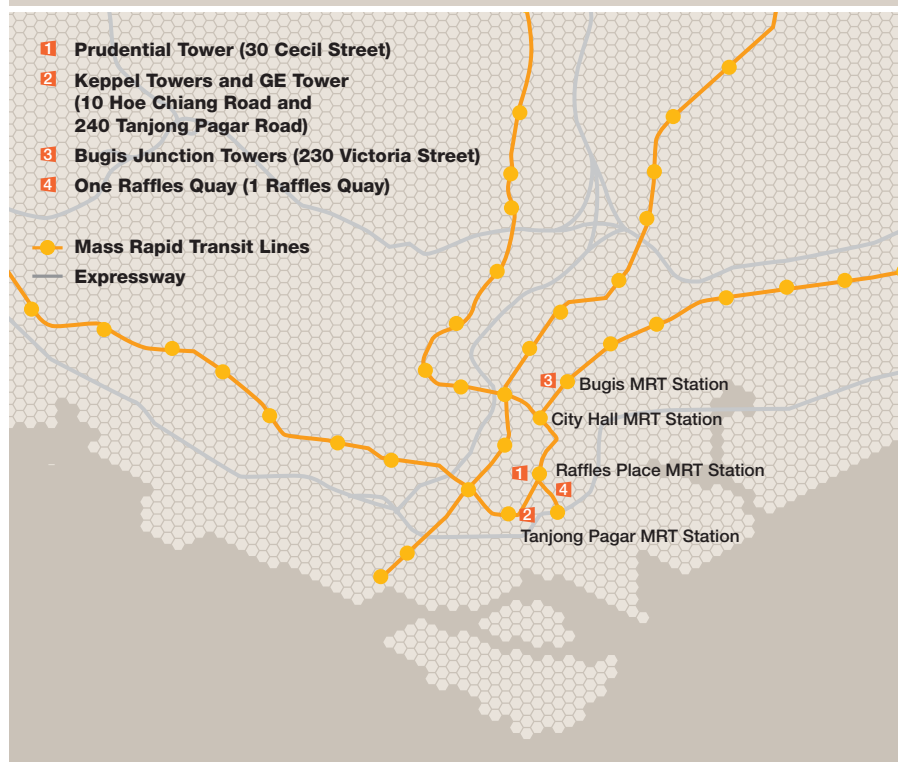 1 Prudential Tower (30 Cecil Street)
2 Keppel Towers and GE Tower
(10 Hoe Chiang Road and
240 Tanjong Pagar Road)
3 Bugis Junction Towers (230 Victoria Street)
4 One Raffles Quay (1 Raffles Quay)
Mass Rapid Transit Lines
Expressway
3 Bugis MRT Station
City Hall MRT Station
1 Raffles Place MRT Station
4
2
Tanjong Pagar MRT Station